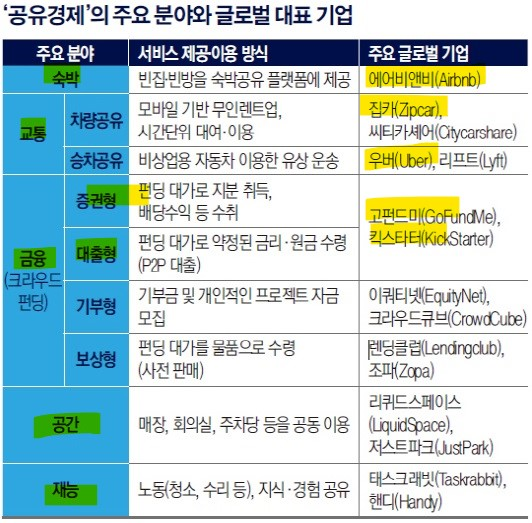 ‘공유경제’의 주요 분야와 글로벌 대표 기업
주요 분야 서비스 제공·이용 방식 주요 글로벌 기업
숙박 빈집·빈방을 숙박공유 플랫폼에 제공 에어비앤비(Airbnb)
교통
차량공유
모바일 기반 무인렌트업,
시간단위 대여·이용
집카(Zipcar),
씨티카셰어(Citycarshare)
승차공유 비상업용 자동차 이용한 유상 운송 우버(Uber), 리프트(Lyft)
금융
(크라우드
펀딩)
증권형
펀딩 대가로 지분 취득,
배당수익 등 수취
고펀드미(GoFundMe),
킥스타터(KickStarter)
대출형
펀딩 대가로 약정된 금리·원금 수령
(P2P 대출)
기부형
기부금 및 개인적인 프로젝트 자금
모집
이쿼티넷(EquityNet),
크라우드큐브(CrowdCube)
보상형
펀딩 대가를 물품으로 수령
(사전 판매)
렌딩클럽(Lendingclub),
조파(Zopa)
공간
매장, 회의실, 주차당 등을 공동 이용
리퀴드스페이스
(LiquidSpace),
저스트파크(JustPark)
재능
노동(청소, 수리 등), 지식·경험 공유
태스크래빗(Taskrabbit),
핸디(Handy)